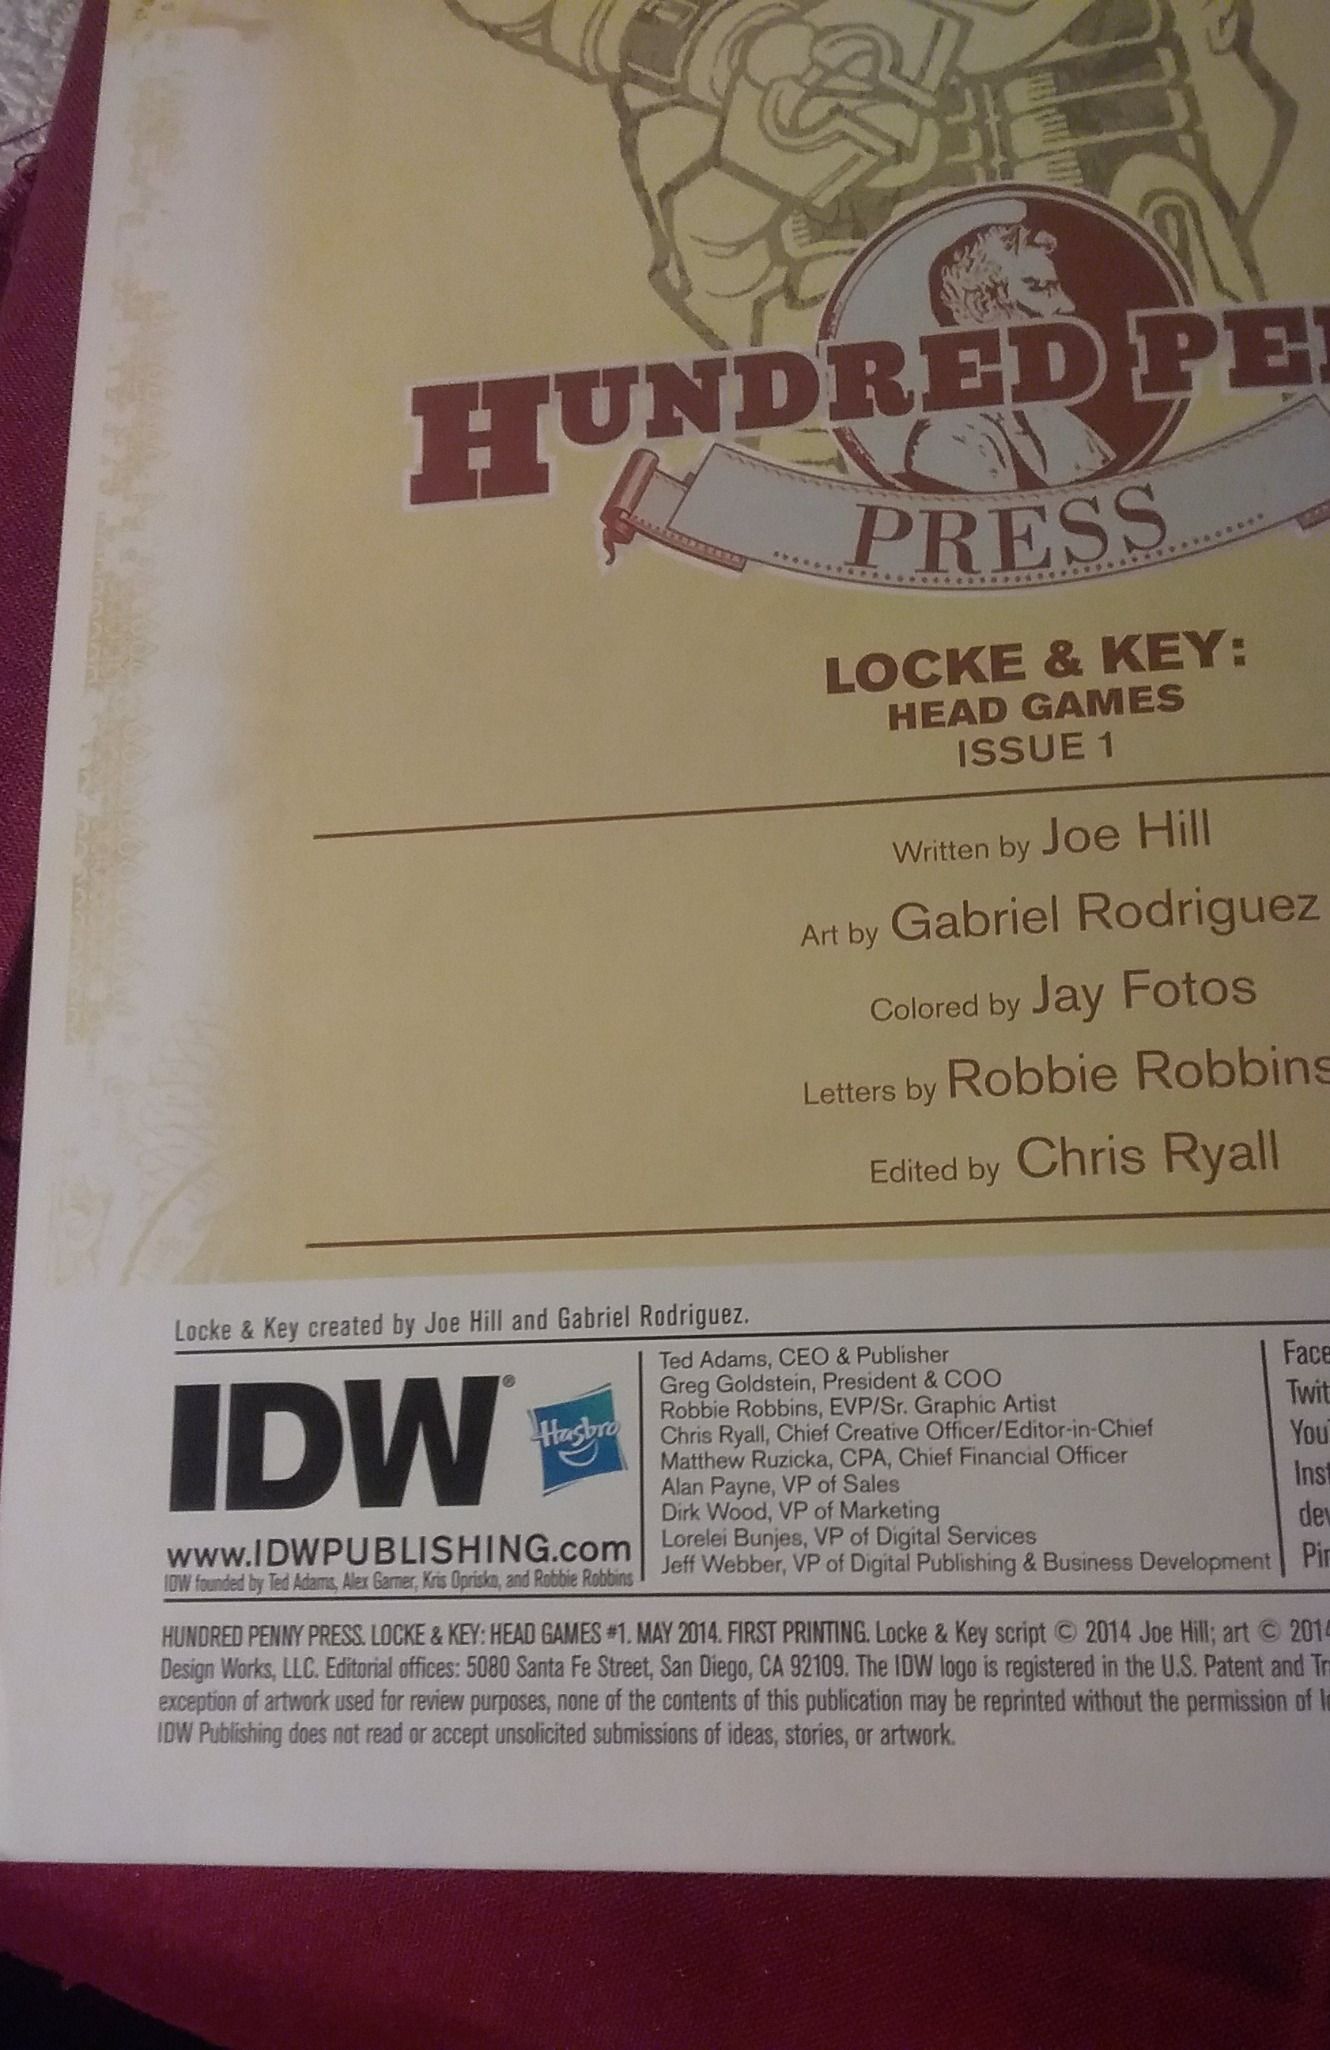 HUNDRED PE
PRESS
LOCKE & KEY:
HEAD GAMES
ISSUE 1
Written by Joe Hill
Art by Gabriel Rodriguez
Colored by Jay Fotos
Letters by Robbie Robbins
Edited by Chris Ryall
Locke & Key created by Joe Hill and Gabriel Rodriguez.
IDW®
Hasbro
www.IDWPUBLISHING.com
IDW founded by Ted Adams, Alex Garner, Kris Oprisko, and Robbie Robbins
Ted Adams, CEO & Publisher
Greg Goldstein, President & COO
Robbie Robbins, EVP/Sr. Graphic Artist
Chris Ryall, Chief Creative Officer/Editor-in-Chief
Matthew Ruzicka, CPA, Chief Financial Officer
Alan Payne, VP of Sales
Dirk Wood, VP of Marketing
Lorelei Bunjes, VP of Digital Services
Jeff Webber, VP of Digital Publishing & Business Development
Face
Twit
You
Inst
dev
Pin
HUNDRED PENNY PRESS. LOCKE & KEY: HEAD GAMES #1. MAY 2014. FIRST PRINTING. Locke & Key script © 2014 Joe Hill; art © 2014
Design Works, LLC. Editorial offices: 5080 Santa Fe Street, San Diego, CA 92109. The IDW logo is registered in the U.S. Patent and Tr
exception of artwork used for review purposes, none of the contents of this publication may be reprinted without the permission of I
IDW Publishing does not read or accept unsolicited submissions of ideas, stories, or artwork.